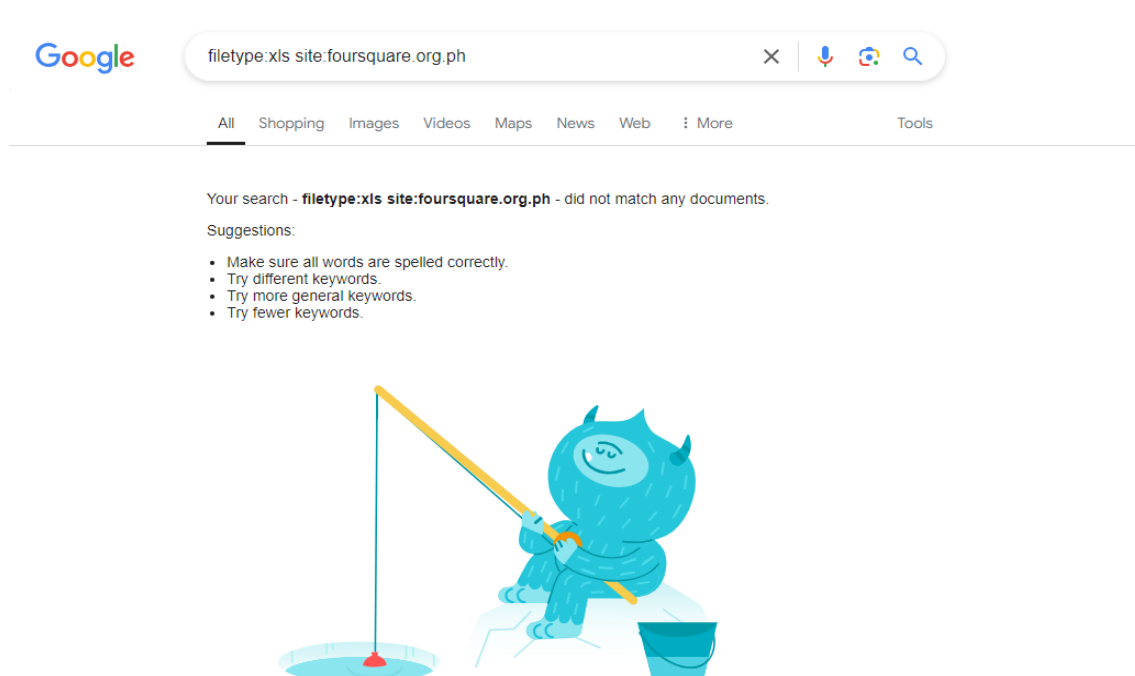 Google
filetype:xls site:foursquare.org.ph
All Shopping Images Videos Maps News Web More Tools
Your search - filetype:xls site:foursquare.org.ph - did not match any documents.
Suggestions:
Make sure all words are spelled correctly.
Try different keywords.
Try more general keywords.
Try fewer keywords.